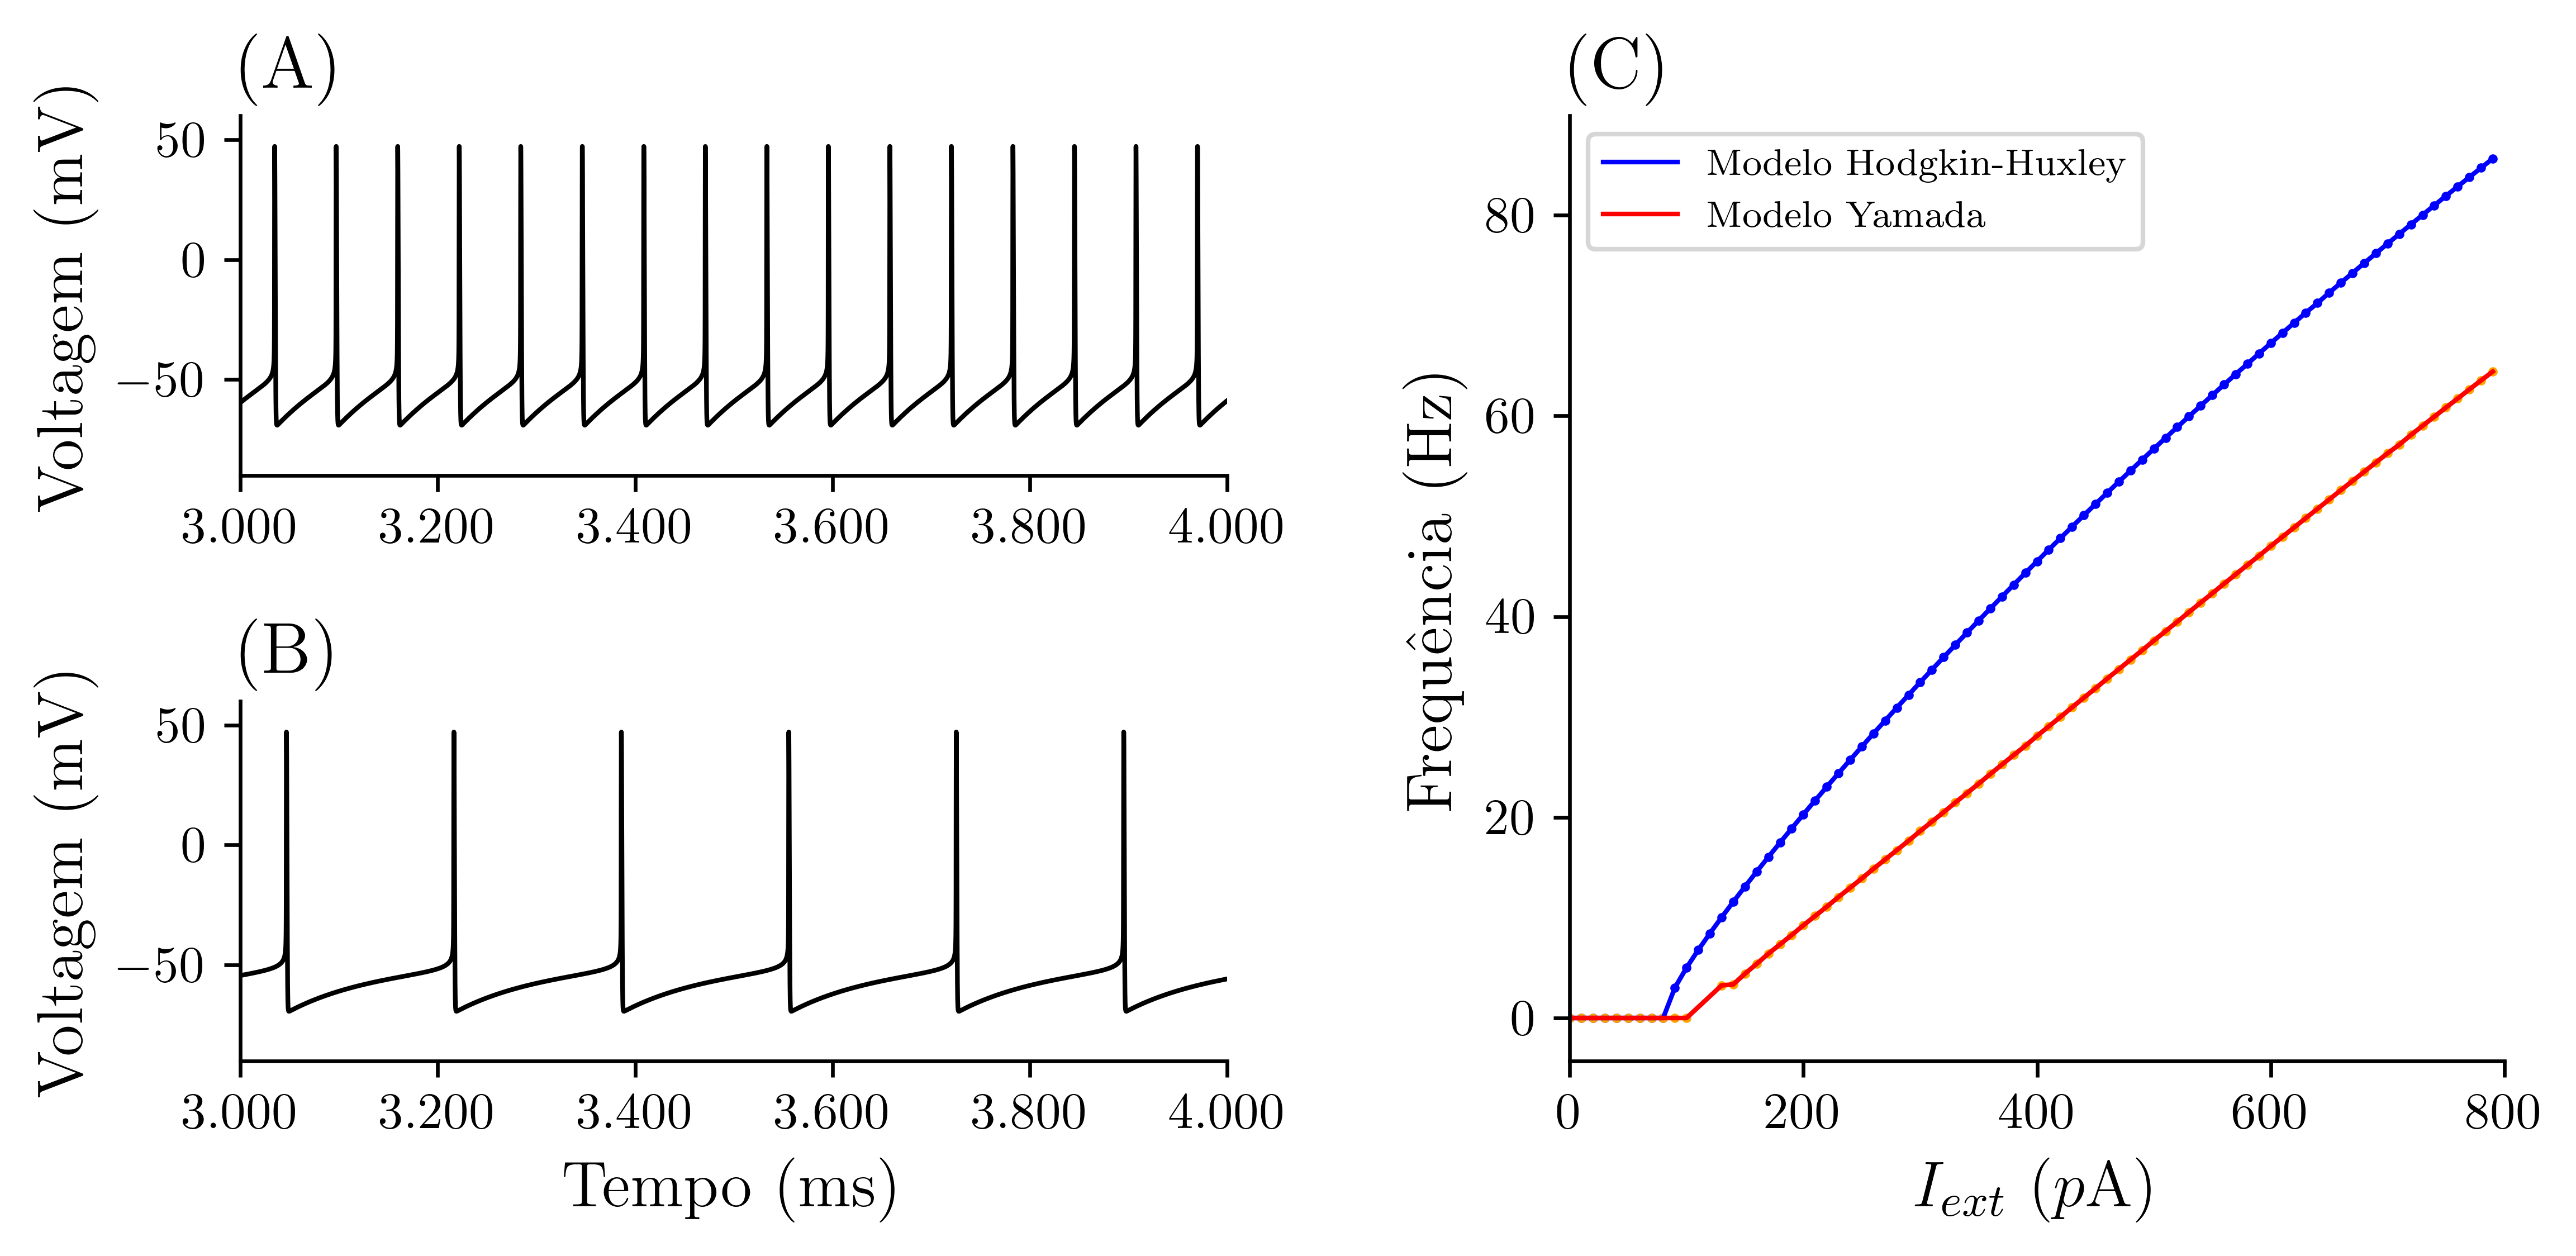 (A)
Voltagem (mV)
50
0
−50
3.000 3.200 3.400 3.600 3.800 4.000
(B)
Voltagem (mV)
50
0
−50
3.000 3.200 3.400 3.600 3.800 4.000
Tempo (ms)
(C)
Modelo Hodgkin-Huxley
Modelo Yamada
Frequência (Hz)
80
60
40
20
0
0 200 400 600 800
I_ext (pA)